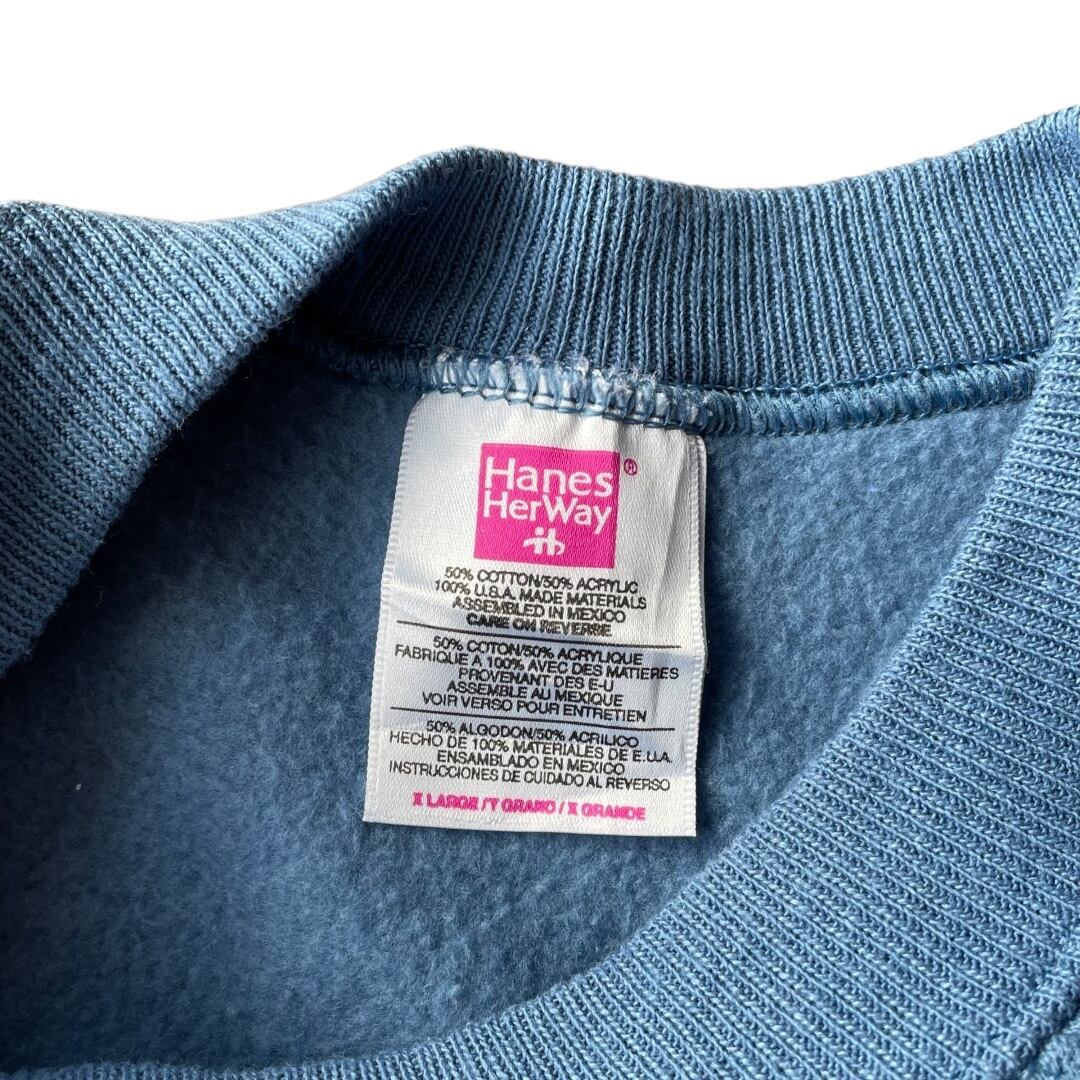 Hanes®
HerWay
50% COTTON/50% ACRYLIC
100% U.S.A. MADE MATERIALS
ASSEMBLED IN MEXICO
CARE ON REVERSE
50% COTON/50% ACRYLIQUE
FABRIQUE A 100% AVEC DES MATIERES
PROVENANT DES E-U
ASSEMBLE AU MEXIQUE
VOIR VERSO POUR ENTRETIEN
50% ALGODON/50% ACRILICO
HECHO DE 100% MATERIALES DE E.U.A.
ENSAMBLADO EN MEXICO
INSTRUCCIONES DE CUIDADO AL REVERSO
X LARGE / T GRAND / X GRANDE